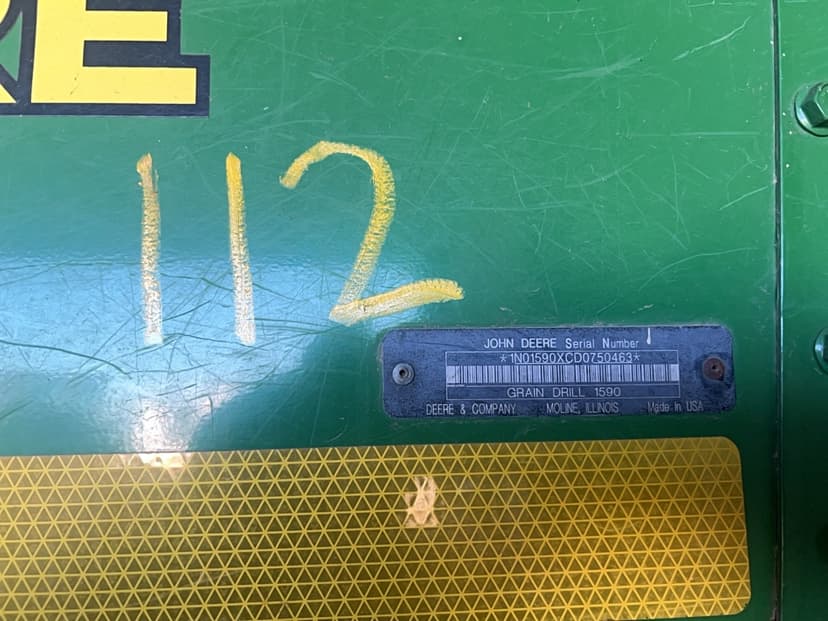 RE
112
JOHN DEERE Serial Number
*1N01590XCD0750463*
GRAIN DRILL 1590
DEERE & COMPANY MOLINE, ILLINOIS Made In USA